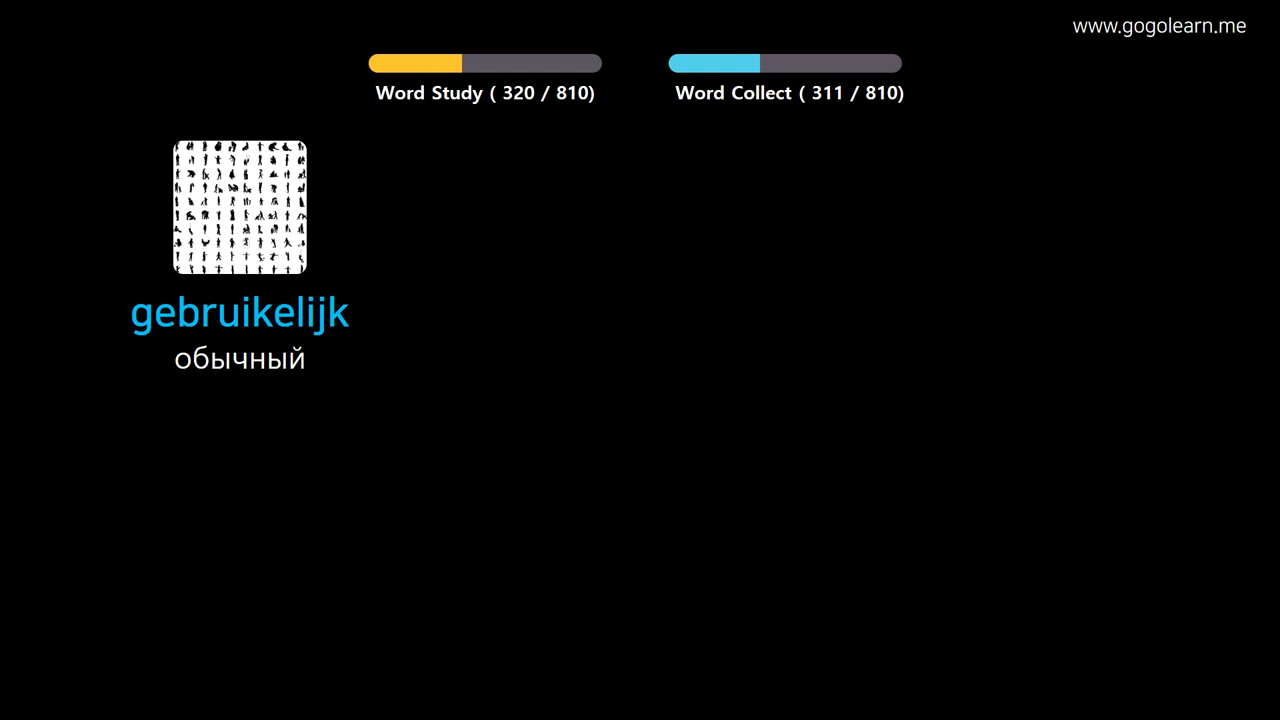 www.gogolearn.me
Word Study ( 320 / 810)
Word Collect ( 311 / 810)
gebruikelijk
обычный